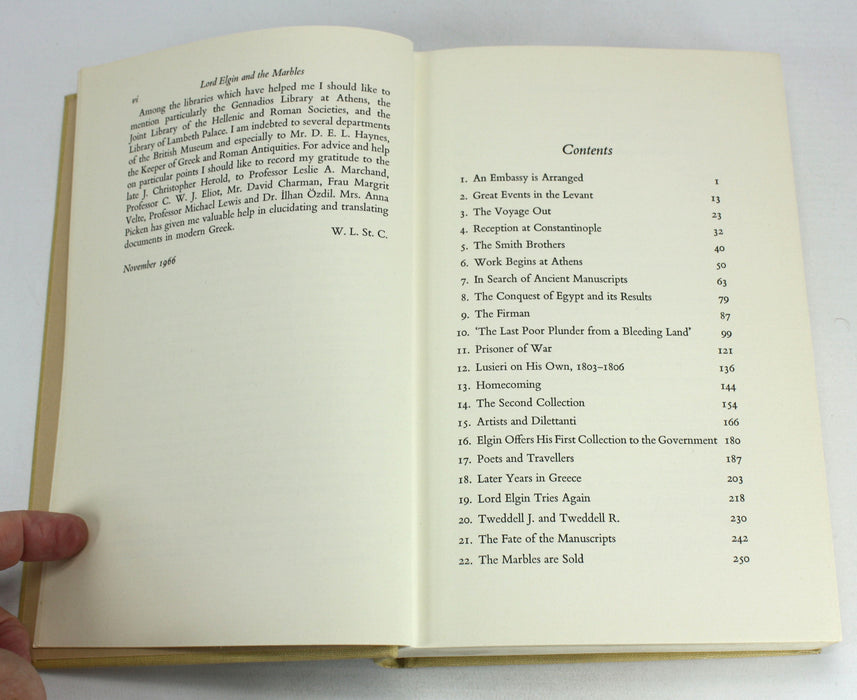 Lord Elgin and the Marbles
vi
Among the libraries which have helped me I should like to
mention particularly the Gennadios Library at Athens, the
Joint Library of the Hellenic and Roman Societies, and the
Library of Lambeth Palace. I am indebted to several departments
of the British Museum and especially to Mr. D. E. L. Haynes,
the Keeper of Greek and Roman Antiquities. For advice and help
on particular points I should like to record my gratitude to the
late J. Christopher Herold, to Professor Leslie A. Marchand,
Professor C. W. J. Eliot, Mr. David Charman, Frau Margrit
Velte, Professor Michael Lewis and Dr. İlhan Özdil. Mrs. Anna
Picken has given me valuable help in elucidating and translating
documents in modern Greek.
W. L. St. C.
November 1966
Contents
1. An Embassy is Arranged 1
2. Great Events in the Levant 13
3. The Voyage Out 23
4. Reception at Constantinople 32
5. The Smith Brothers 40
6. Work Begins at Athens 50
7. In Search of Ancient Manuscripts 63
8. The Conquest of Egypt and its Results 79
9. The Firman 87
10. ‘The Last Poor Plunder from a Bleeding Land’ 99
11. Prisoner of War 121
12. Lusieri on His Own, 1803–1806 136
13. Homecoming 144
14. The Second Collection 154
15. Artists and Dilettanti 166
16. Elgin Offers His First Collection to the Government 180
17. Poets and Travellers 187
18. Later Years in Greece 203
19. Lord Elgin Tries Again 218
20. Tweddell J. and Tweddell R. 230
21. The Fate of the Manuscripts 242
22. The Marbles are Sold 250